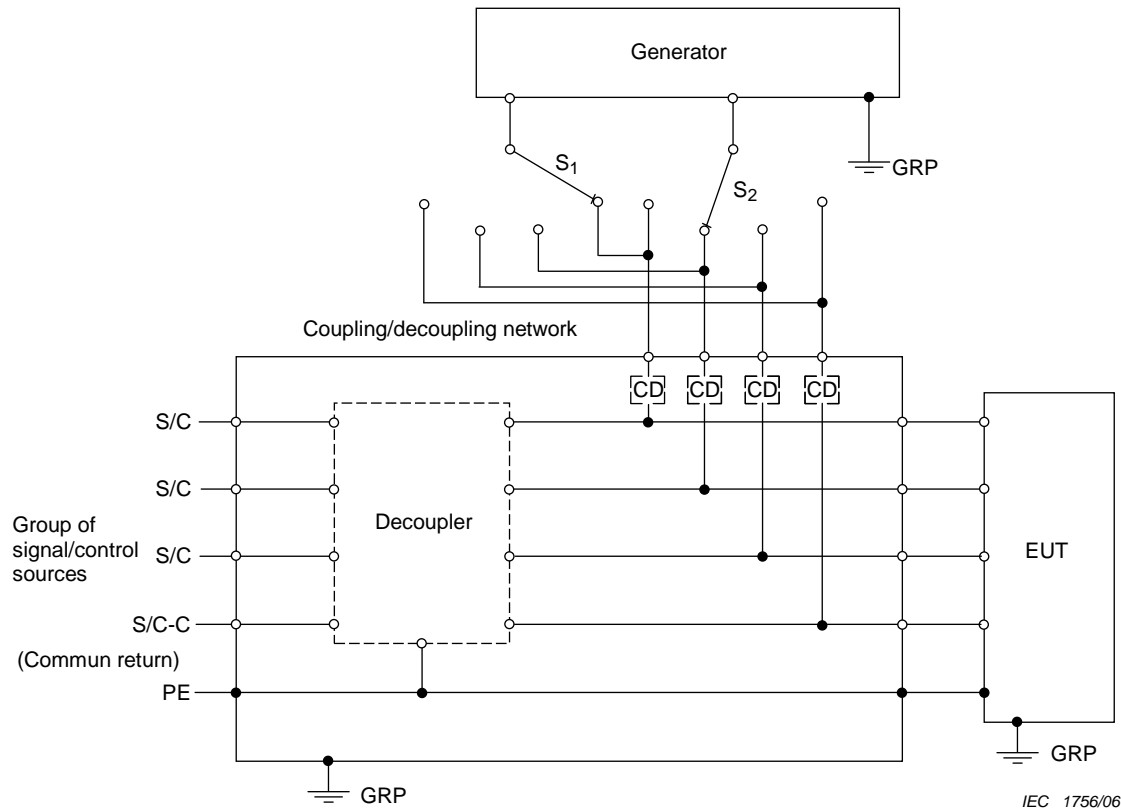 Generator
S1
S2
GRP
Coupling/decoupling network
CD CD CD CD
S/C
S/C
Group of
signal/control
sources
S/C
S/C-C
(Commun return)
PE
Decoupler
EUT
GRP
GRP
IEC 1756/06